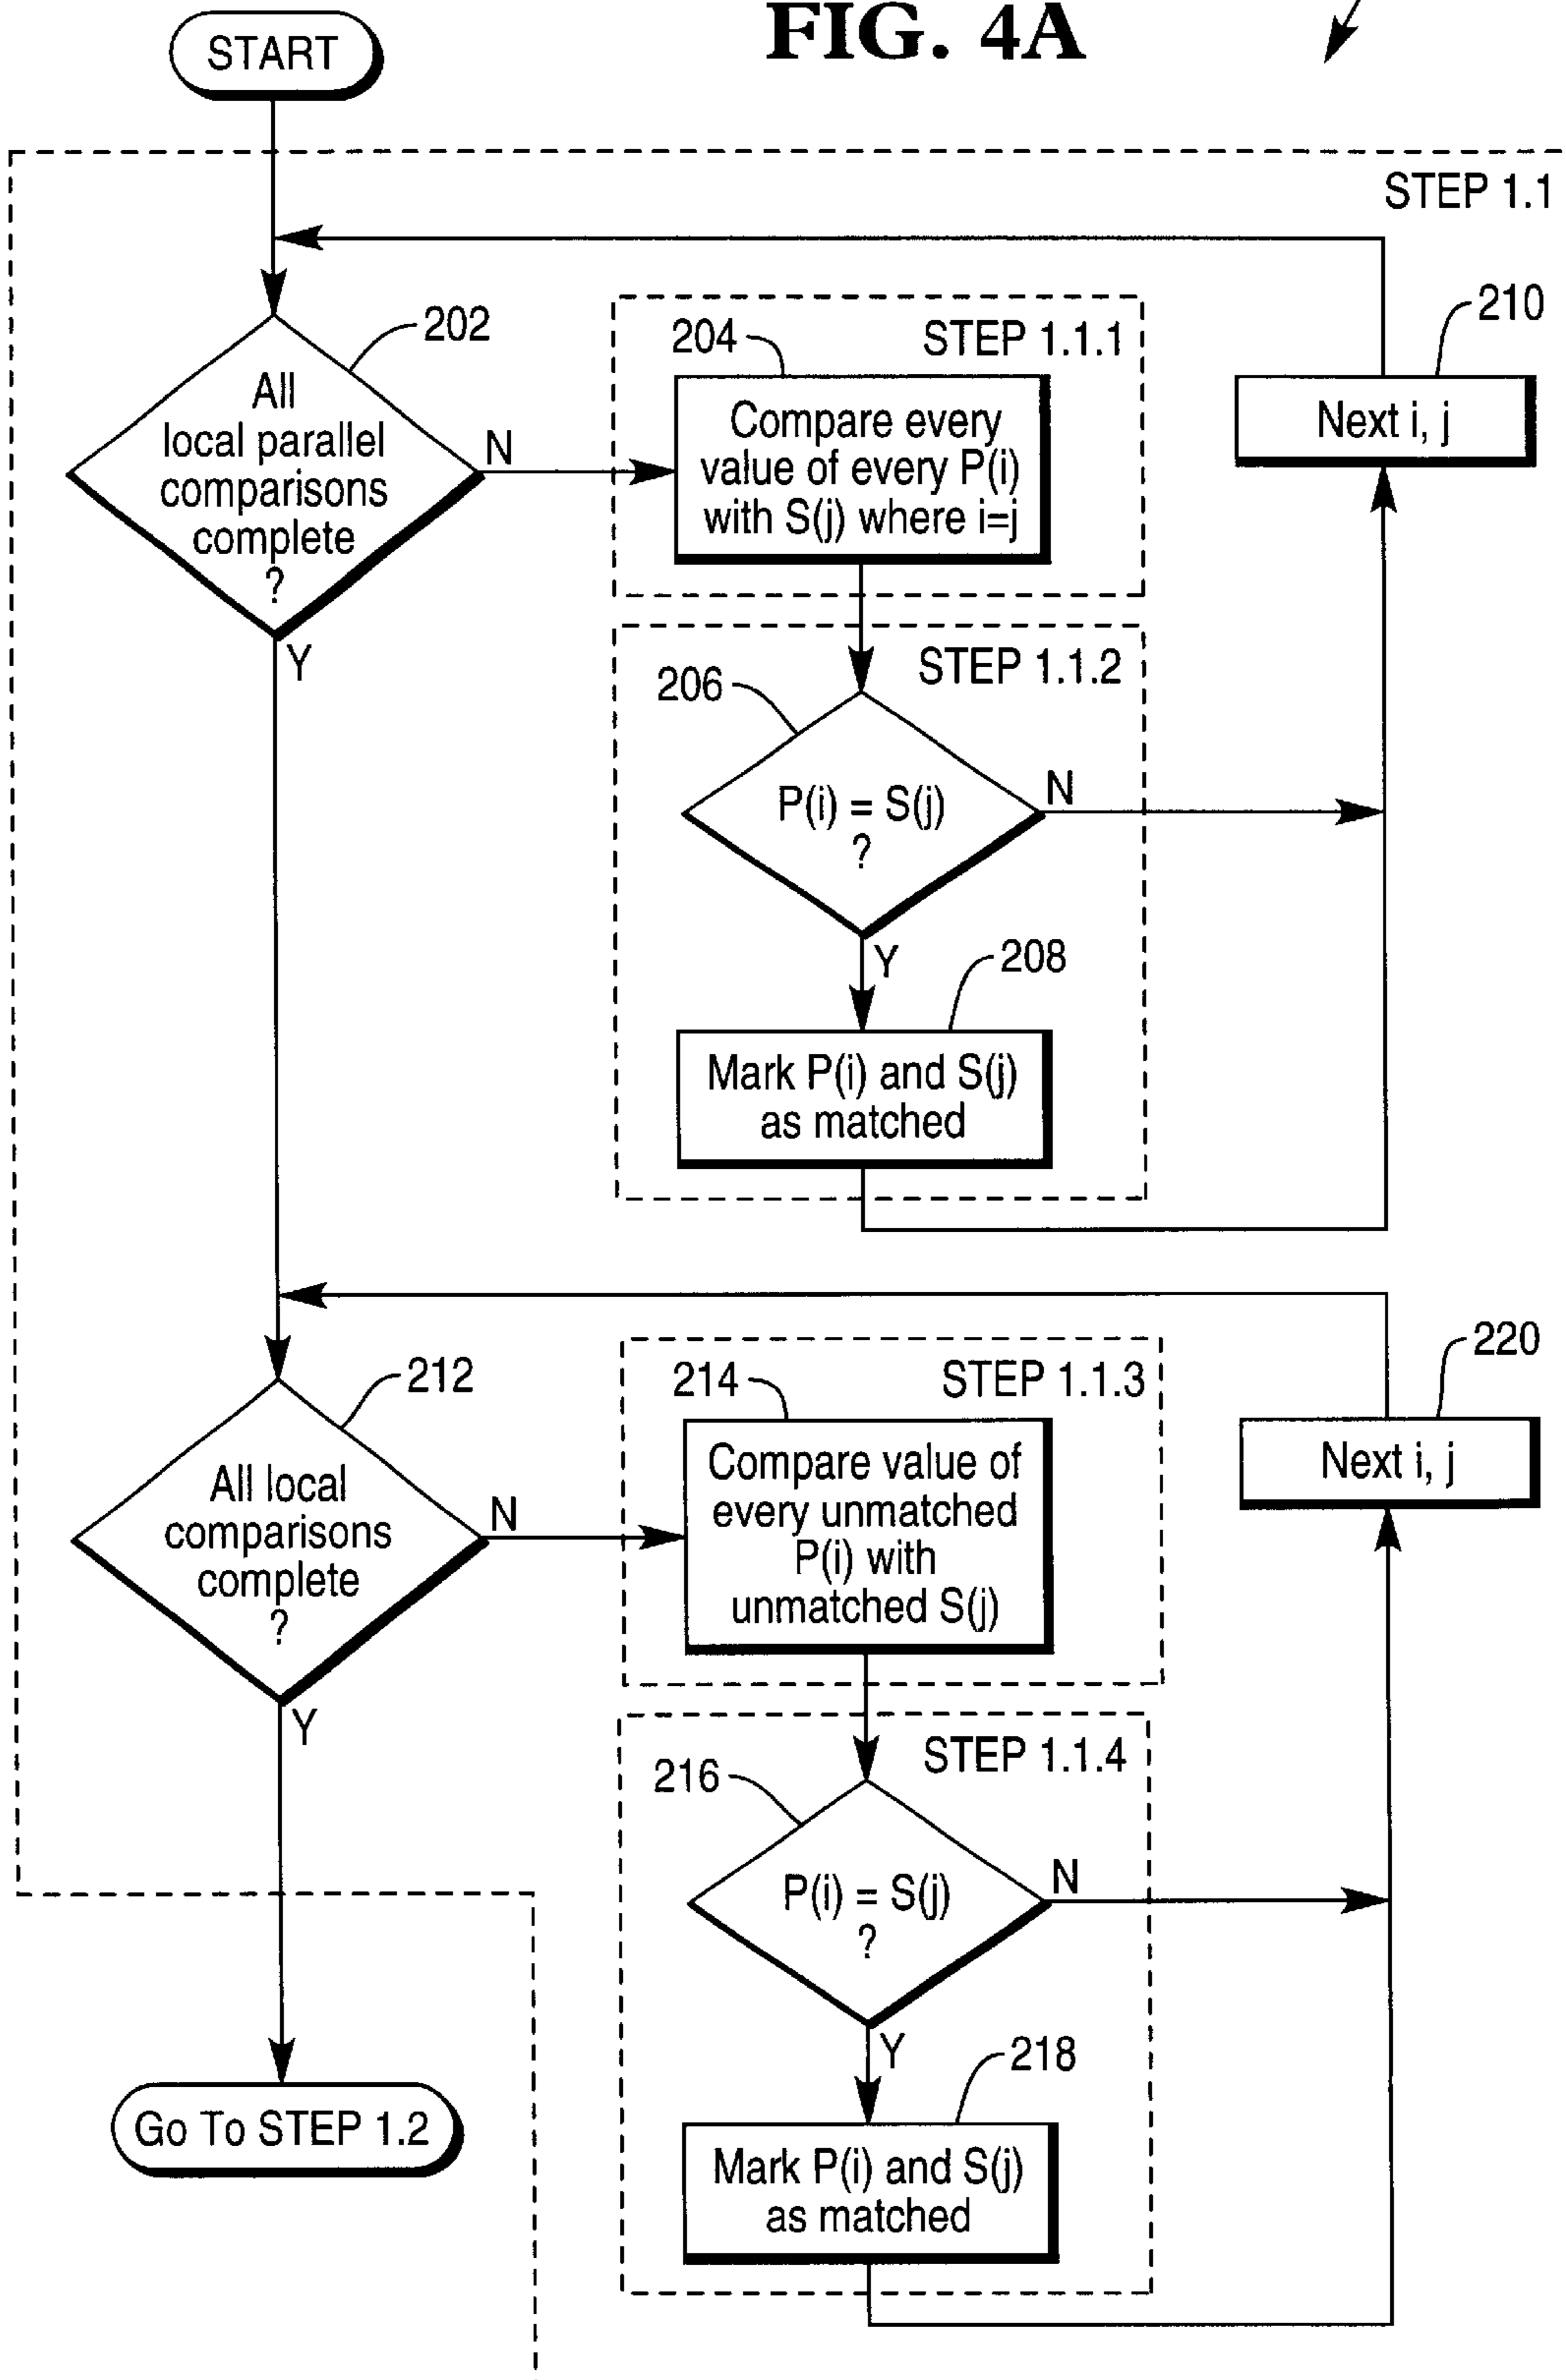 FIG. 4A
START
STEP 1.1
202
All
local parallel
comparisons
complete
?
N
Y
204
STEP 1.1.1
Compare every
value of every P(i)
with S(j) where i=j
210
Next i, j
206
STEP 1.1.2
P(i) = S(j)
?
N
Y
208
Mark P(i) and S(j)
as matched
212
All local
comparisons
complete
?
N
Y
214
STEP 1.1.3
Compare value of
every unmatched
P(i) with
unmatched S(j)
220
Next i, j
216
STEP 1.1.4
P(i) = S(j)
?
N
Y
218
Mark P(i) and S(j)
as matched
Go To STEP 1.2